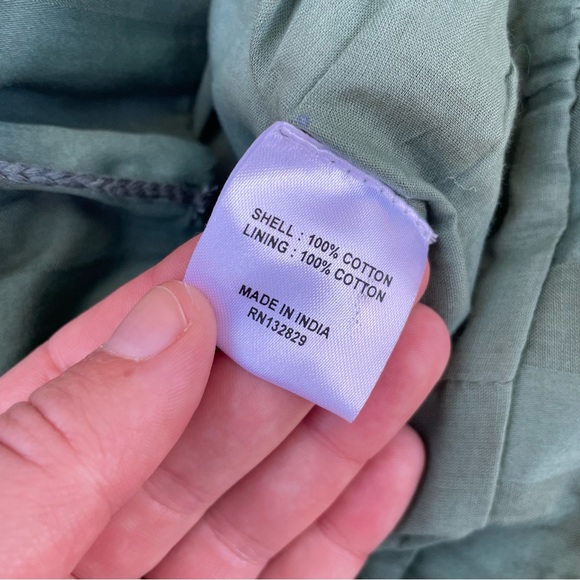 SHELL : 100% COTTON
LINING : 100% COTTON
MADE IN INDIA
RN132829